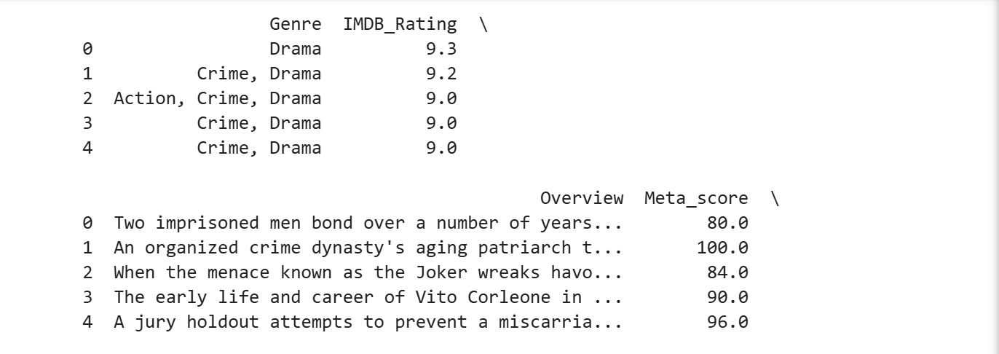 Genre IMDB_Rating \
0 Drama 9.3
1 Crime, Drama 9.2
2 Action, Crime, Drama 9.0
3 Crime, Drama 9.0
4 Crime, Drama 9.0
Overview Meta_score \
0 Two imprisoned men bond over a number of years... 80.0
1 An organized crime dynasty's aging patriarch t... 100.0
2 When the menace known as the Joker wreaks havo... 84.0
3 The early life and career of Vito Corleone in ... 90.0
4 A jury holdout attempts to prevent a miscarria... 96.0